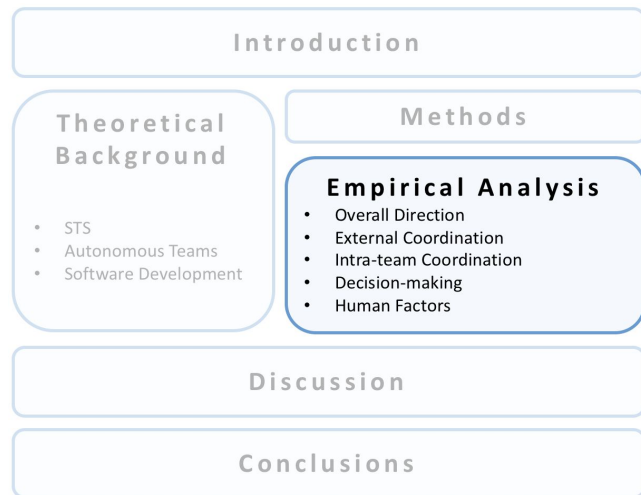 Introduction
Theoretical
Background
• STS
• Autonomous Teams
• Software Development
Methods
Empirical Analysis
• Overall Direction
• External Coordination
• Intra-team Coordination
• Decision-making
• Human Factors
Discussion
Conclusions